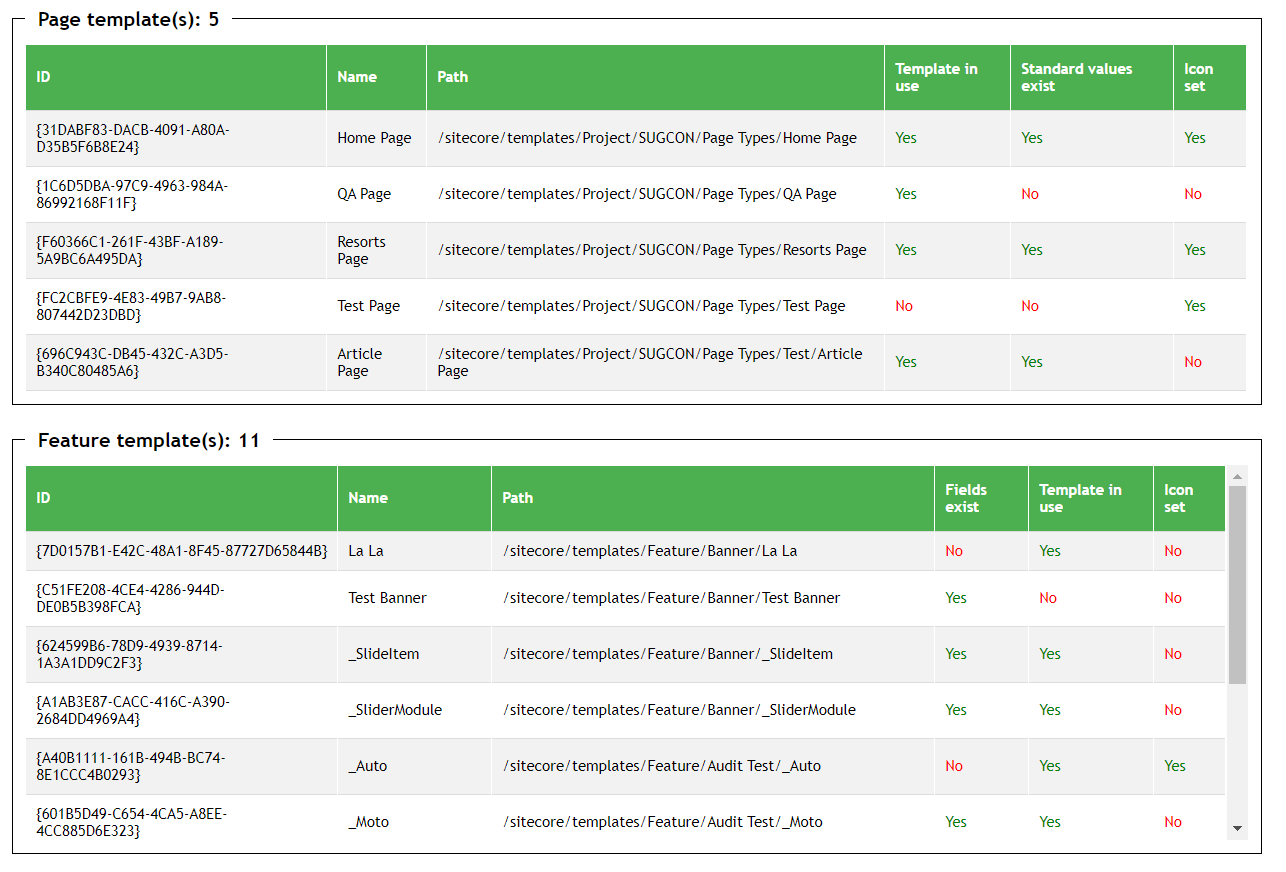 Page template(s): 5
ID Name Path Template in use Standard values exist Icon set
{31DABF83-DACB-4091-A80A-D35B5F6B8E24} Home Page /sitecore/templates/Project/SUGCON/Page Types/Home Page Yes Yes Yes
{1C6D5DBA-97C9-4963-984A-86992168F11F} QA Page /sitecore/templates/Project/SUGCON/Page Types/QA Page Yes No No
{F60366C1-261F-43BF-A189-5A9BC6A495DA} Resorts Page /sitecore/templates/Project/SUGCON/Page Types/Resorts Page Yes Yes Yes
{FC2CBFE9-4E83-49B7-9AB8-807442D23DBD} Test Page /sitecore/templates/Project/SUGCON/Page Types/Test Page No No Yes
{696C943C-DB45-432C-A3D5-B340C80485A6} Article Page /sitecore/templates/Project/SUGCON/Page Types/Test/Article Page Yes Yes No
Feature template(s): 11
ID Name Path Fields exist Template in use Icon set
{7D0157B1-E42C-48A1-8F45-87727D65844B} La La /sitecore/templates/Feature/Banner/La La No Yes No
{C51FE208-4CE4-4286-944D-DE0B5B398FCA} Test Banner /sitecore/templates/Feature/Banner/Test Banner Yes No No
{624599B6-78D9-4939-8714-1A3A1DD9C2F3} _SlideItem /sitecore/templates/Feature/Banner/_SlideItem Yes Yes No
{A1AB3E87-CACC-416C-A390-2684DD4969A4} _SliderModule /sitecore/templates/Feature/Banner/_SliderModule Yes Yes No
{A40B1111-161B-494B-BC74-8E1CCC4B0293} _Auto /sitecore/templates/Feature/Audit Test/_Auto No Yes Yes
{601B5D49-C654-4CA5-A8EE-4CC885D6E323} _Moto /sitecore/templates/Feature/Audit Test/_Moto Yes Yes No